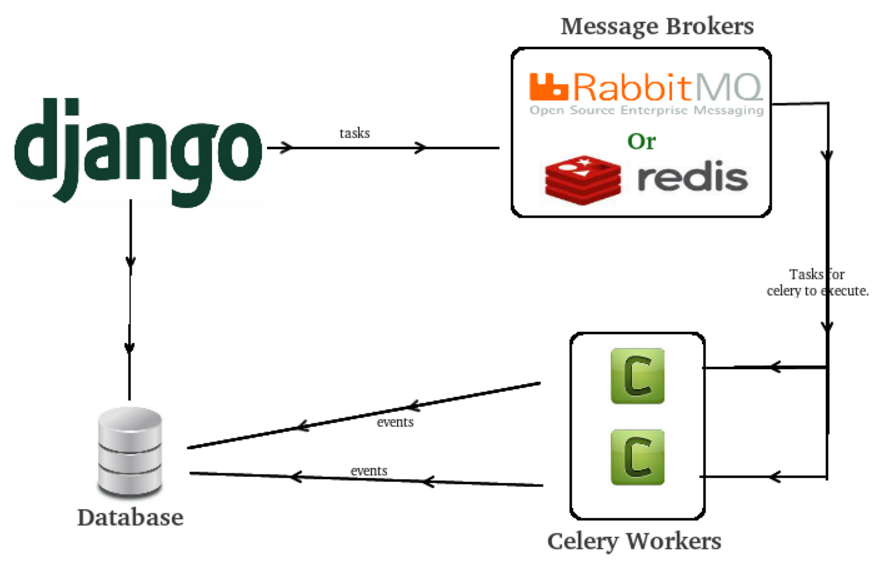 Message Brokers
RabbitMQ
Open Source Enterprise Messaging
Or
redis
django
tasks
Tasks for
celery to execute.
C
C
events
events
Database
Celery Workers